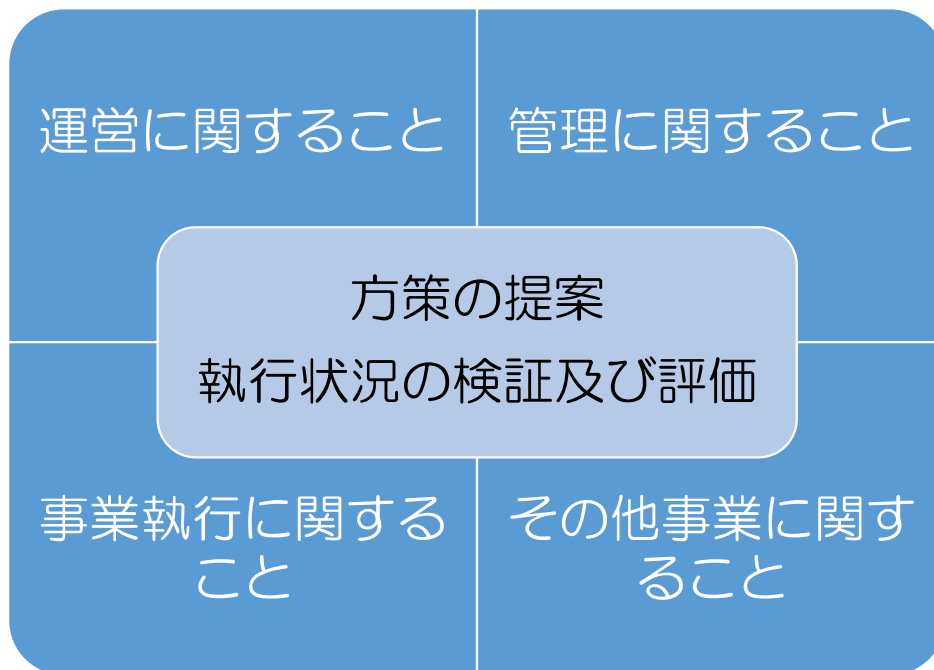 運営に関すること
管理に関すること
方策の提案
執行状況の検証及び評価
事業執行に関する
こと
その他事業に関す
ること